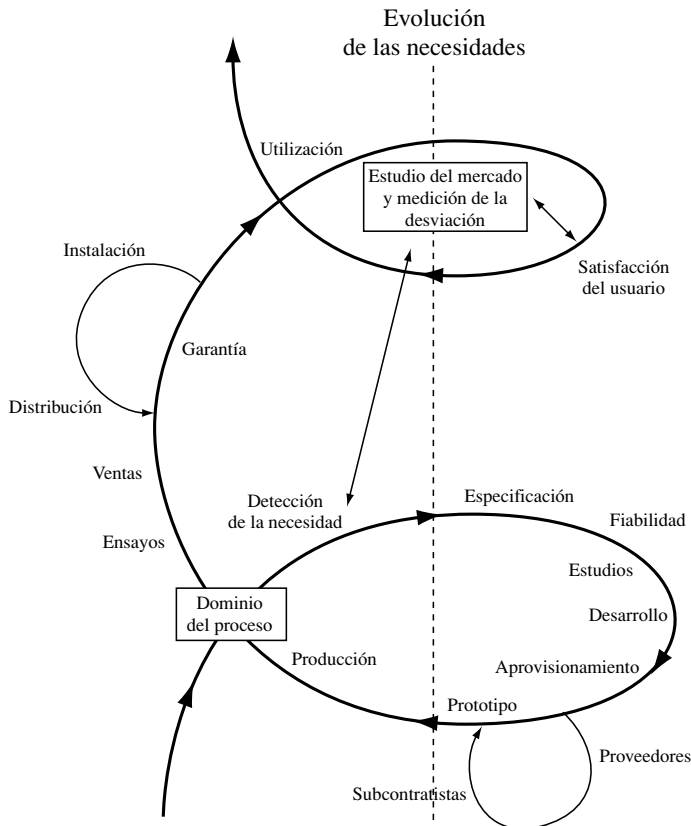 Evolución
de las necesidades
Utilización
Estudio del mercado
y medición de la
desviación
Instalación
Satisfacción
del usuario
Garantía
Distribución
Ventas
Detección
de la necesidad
Especificación
Fiabilidad
Ensayos
Estudios
Dominio
del proceso
Desarrollo
Producción
Aprovisionamiento
Prototipo
Proveedores
Subcontratistas